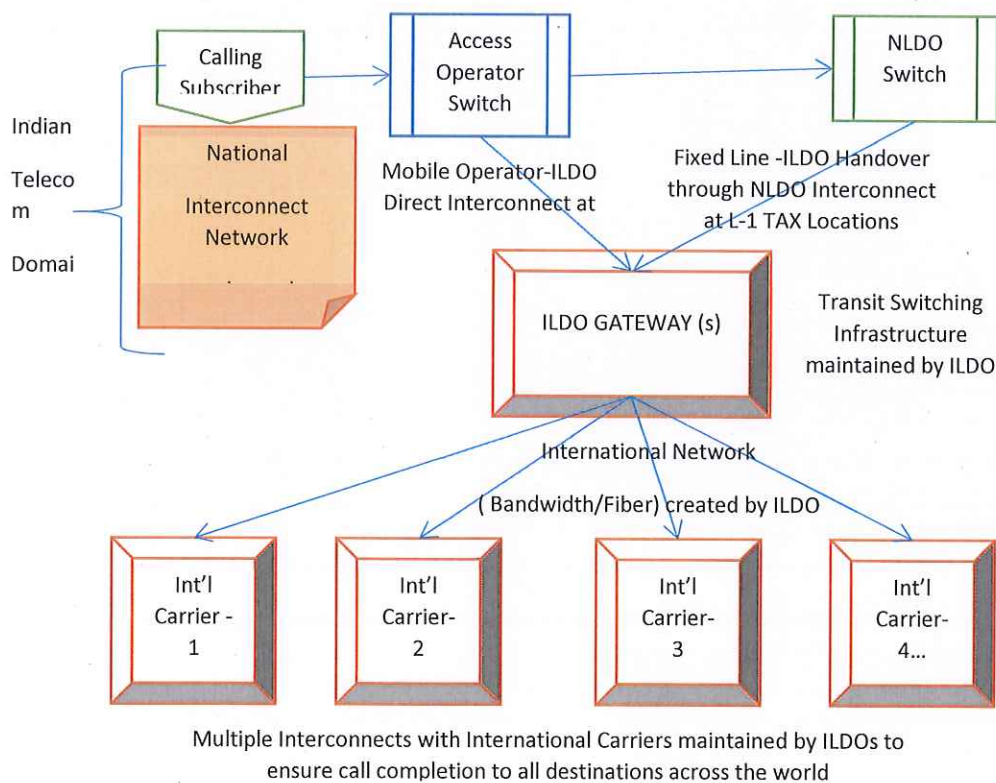 Calling
Subscriber
Access
Operator
Switch
NLDO
Switch
Indian
Teleco
m
Domai
National
Interconnect
Network
Mobile Operator-ILDO
Direct Interconnect at
Fixed Line -ILDO Handover
through NLDO Interconnect
at L-1 TAX Locations
ILDO GATEWAY (s)
Transit Switching
Infrastructure
maintained by ILDO
International Network
( Bandwidth/Fiber) created by ILDO
Int'l
Carrier -
1
Int'l
Carrier-
2
Int'l
Carrier-
3
Int'l
Carrier-
4...
Multiple Interconnects with International Carriers maintained by ILDOs to
ensure call completion to all destinations across the world